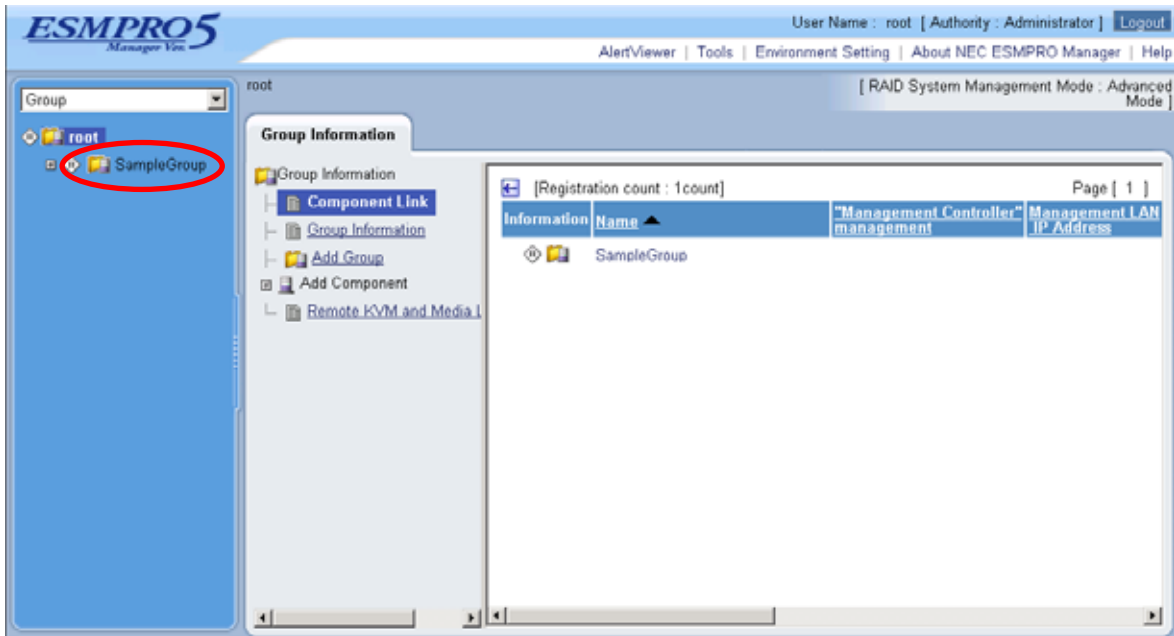 ESMPRO5
Manager Ver.
User Name : root [ Authority : Administrator ] Logout
AlertViewer | Tools | Environment Setting | About NEC ESMPRO Manager | Help
Group
root
[ RAID System Management Mode : Advanced
Mode ]
root
SampleGroup
Group Information
Group Information
Component Link
Group Information
Add Group
Add Component
Remote KVM and Media L
[Registration count : 1count]
Page [ 1 ]
Information Name "Management Controller" Management LAN
management IP Address
SampleGroup